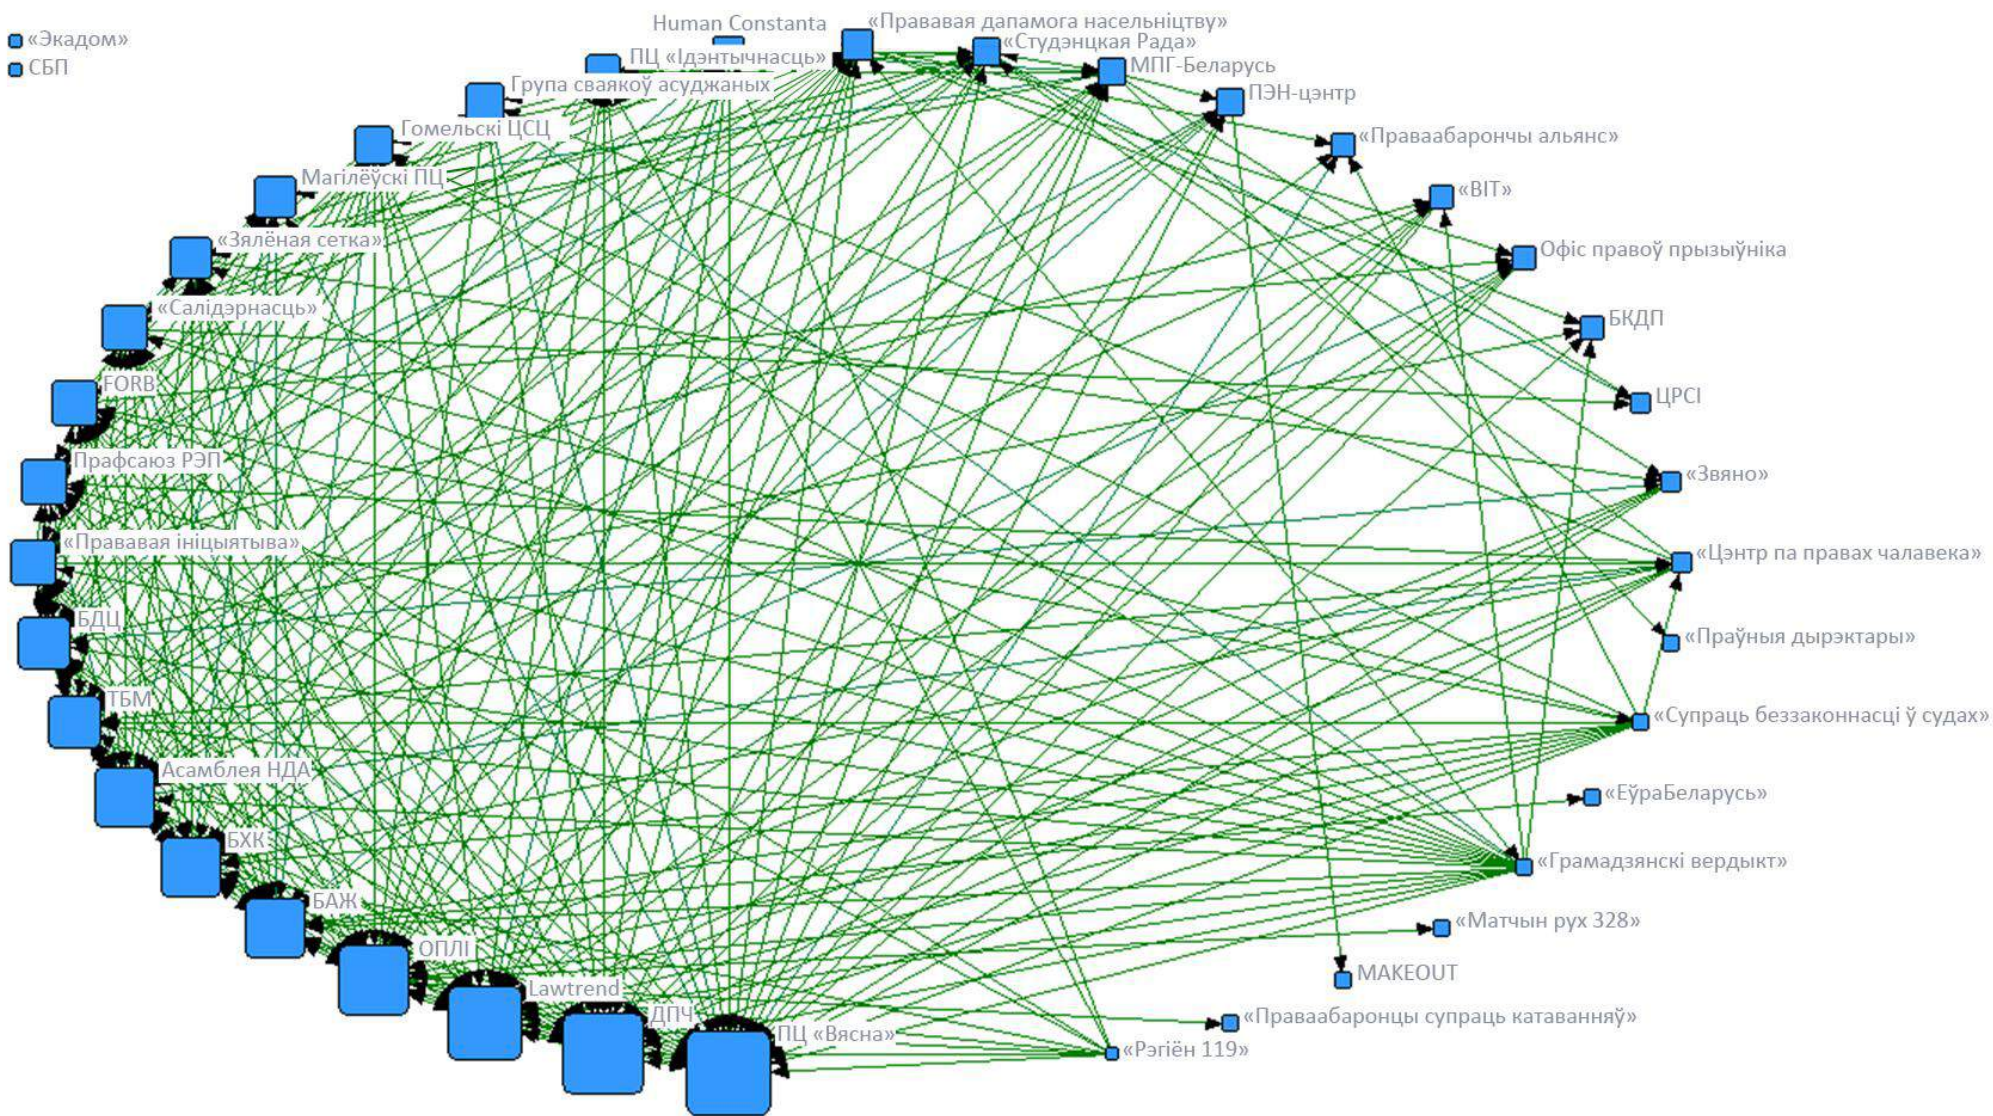 «Экадом»
СБП
Human Constanta
«Прававая дапамога насельніцтву»
«Студэнцкая Рада»
ПЦ «Ідэнтычнасць»
МПГ-Беларусь
Група сваякоў асуджаных
ПЭН-цэнтр
Гомельскі ЦСЦ
«Праваабарончы альянс»
Магілёўскі ПЦ
«ВІТ»
«Зялёная сетка»
Офіс правоў прызыўніка
«Салідэрнасць»
БКДП
FORB
ЦРСІ
Прафсаюз РЭП
«Звяно»
«Прававая ініцыятыва»
«Цэнтр па правах чалавека»
БДЦ
«Праўныя дырэктары»
ТБМ
«Супраць беззаконнасці ў судах»
Асамблея НДА
«ЕўраБеларусь»
БХК
«Грамадзянскі вердыкт»
БАЖ
«Матчын рух 328»
ОПЛІ
MAKEOUT
Lawtrend
ДПЧ
«Праваабаронцы супраць катаванняў»
ПЦ «Вясна»
«Рэгіён 119»